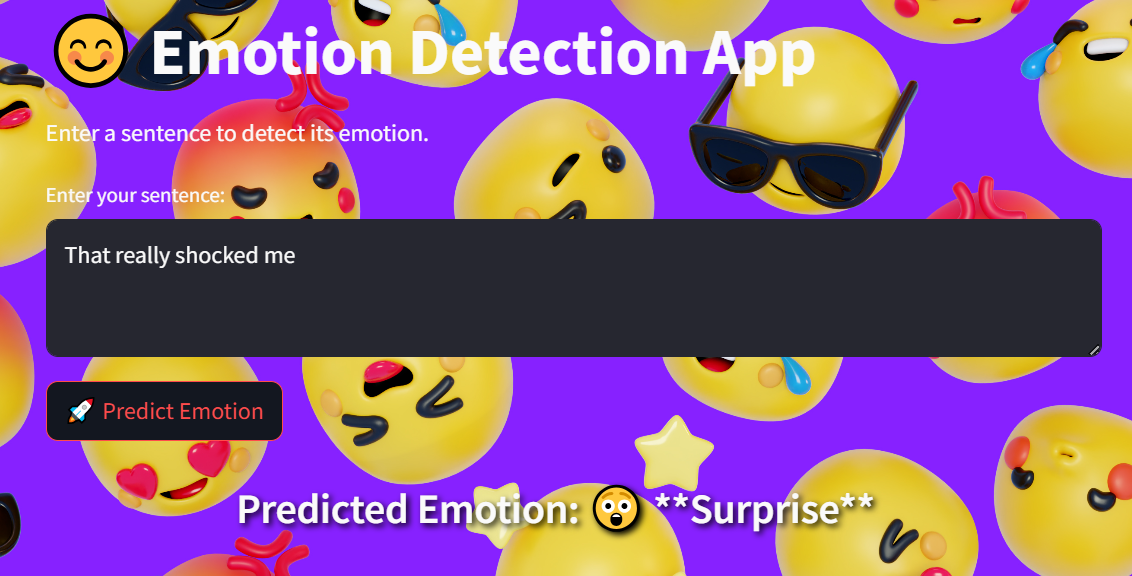 😊 Emotion Detection App
Enter a sentence to detect its emotion.
Enter your sentence:
That really shocked me
🚀 Predict Emotion
Predicted Emotion: 😲 **Surprise**